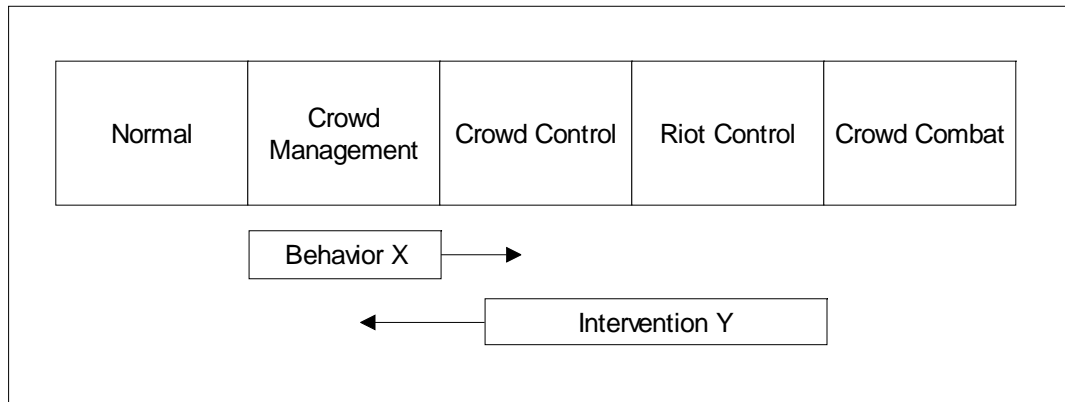 Normal
Crowd
Management
Crowd Control
Riot Control
Crowd Combat
Behavior X
Intervention Y